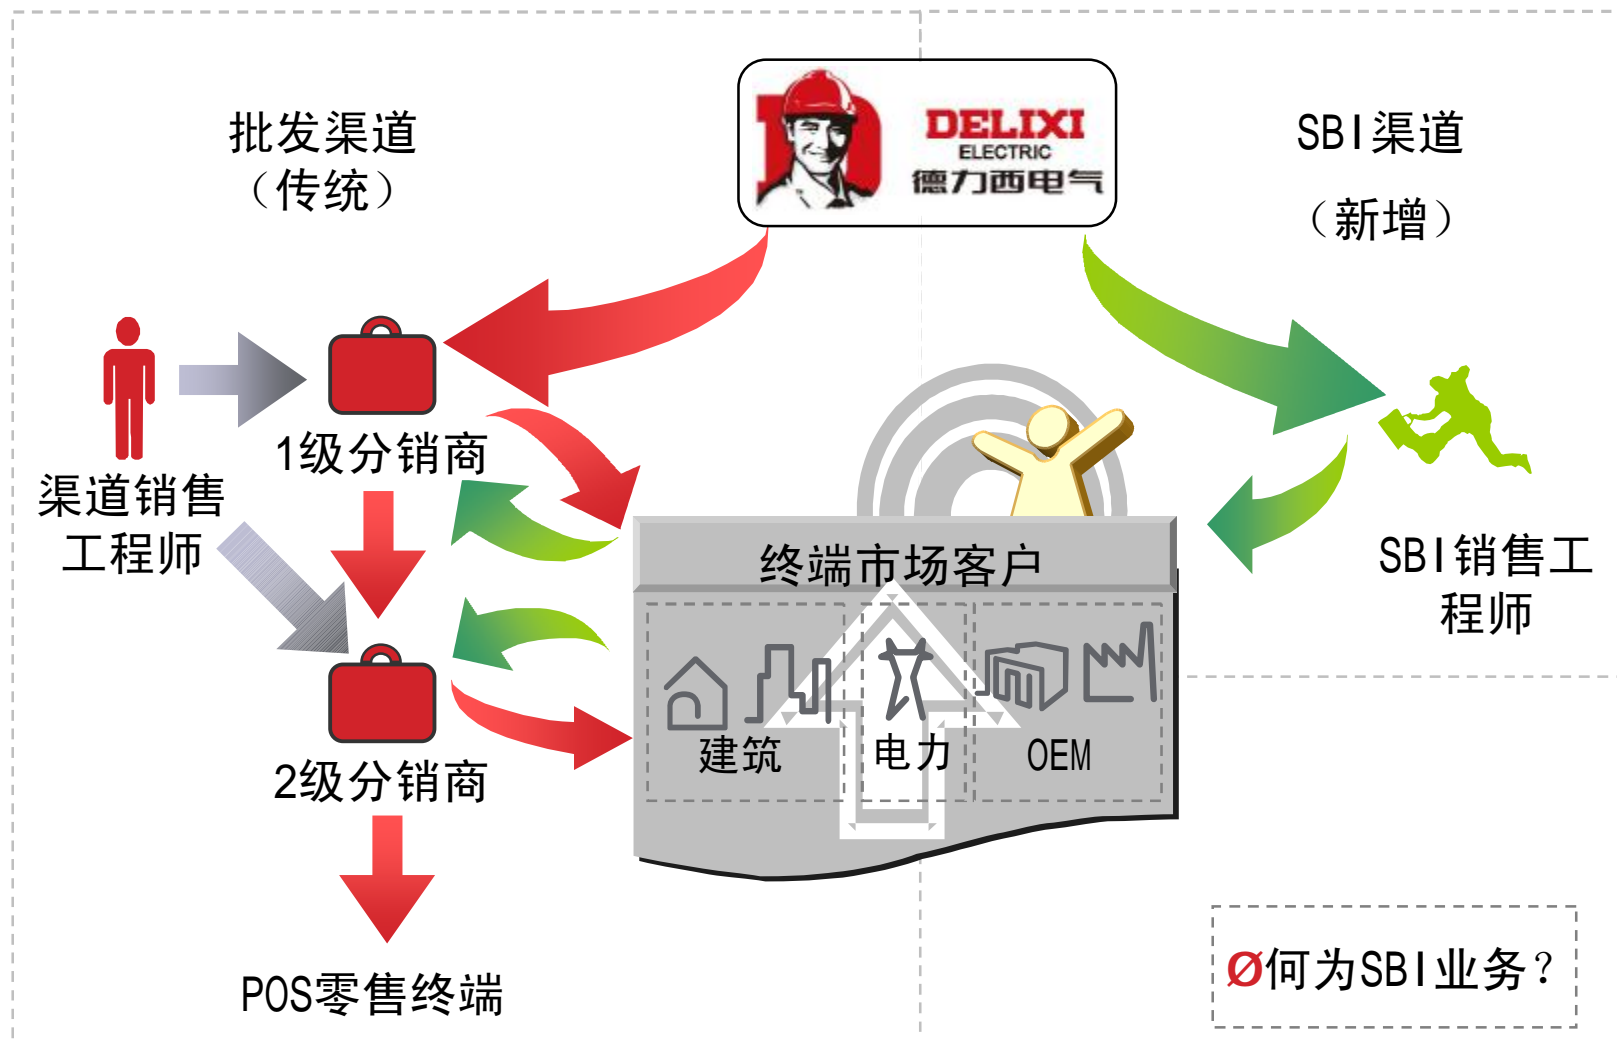 批发渠道
（传统）
DELIXI
ELECTRIC
德力西电气
SBI渠道
（新增）
1级分销商
渠道销售
工程师
终端市场客户
SBI销售工
程师
建筑
电力
OEM
2级分销商
POS零售终端
Ø何为SBI业务？